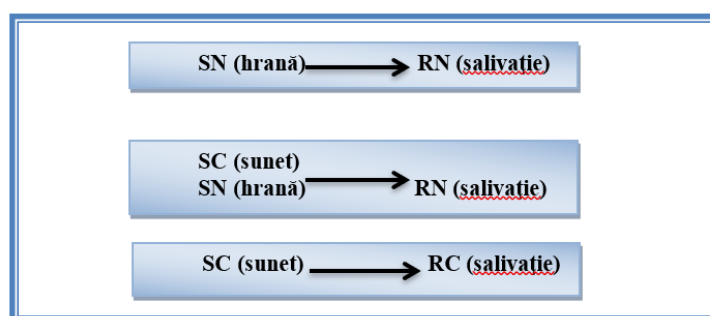 SN (hrană) RN (salivație)
SC (sunet)
SN (hrană) RN (salivație)
SC (sunet) RC (salivație)